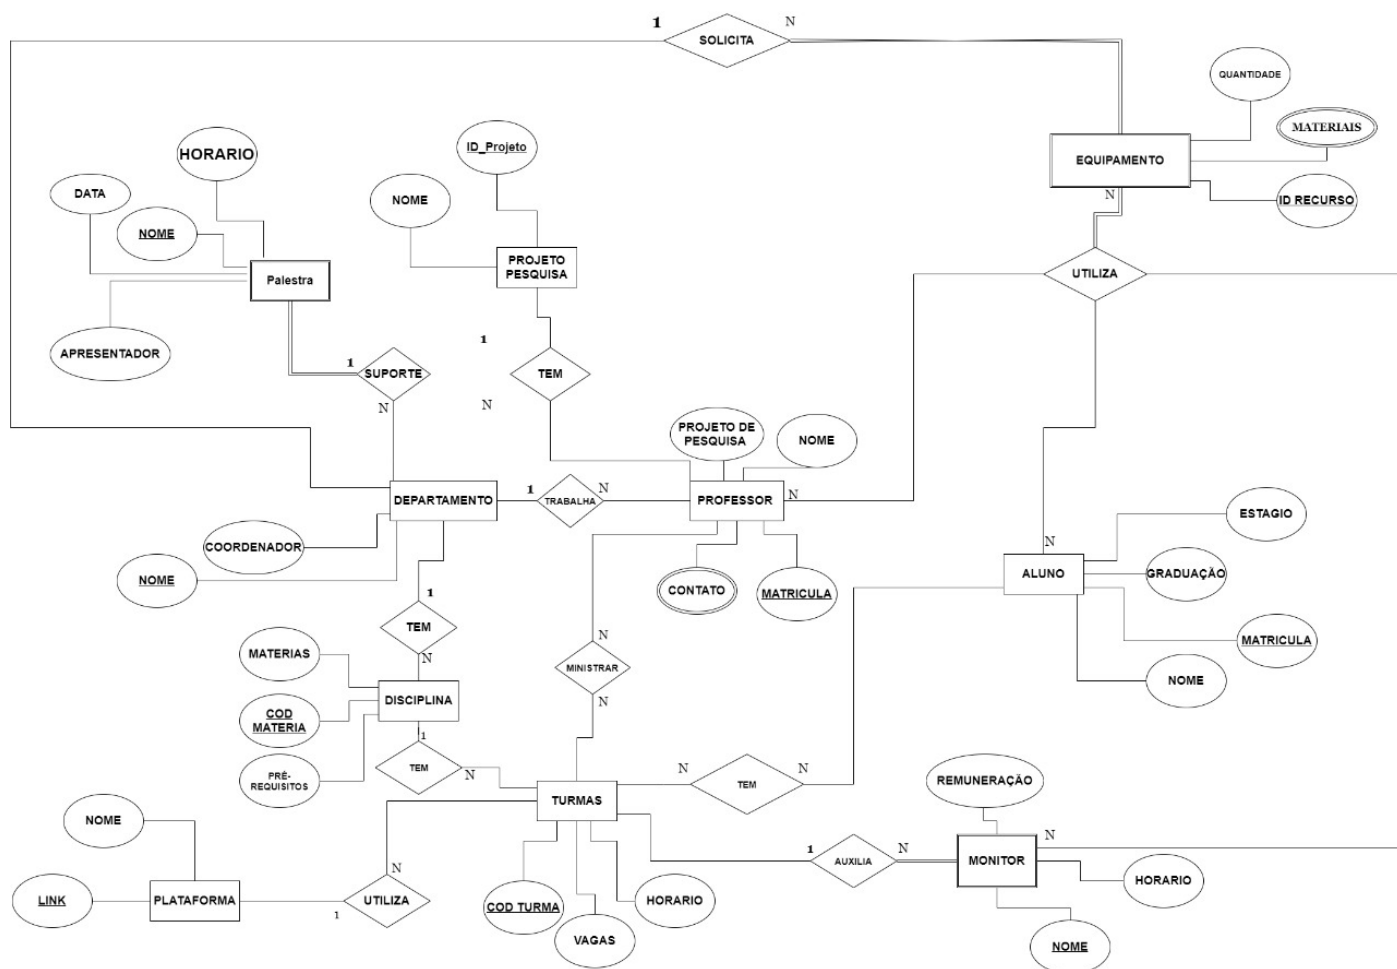 1
N
SOLICITA
QUANTIDADE
MATERIAIS
EQUIPAMENTO
N
ID RECURSO
HORARIO
ID_Projeto
DATA
NOME
NOME
PROJETO
PESQUISA
Palestra
UTILIZA
APRESENTADOR
1
1
SUPORTE
TEM
N
N
PROJETO DE
PESQUISA
NOME
DEPARTAMENTO
1
TRABALHA
N
PROFESSOR
N
ESTAGIO
COORDENADOR
N
NOME
CONTATO
MATRICULA
ALUNO
GRADUAÇÃO
1
TEM
N
MATRICULA
N
MINISTRAR
N
MATERIAS
NOME
DISCIPLINA
COD
MATERIA
1
TEM
N
PRÉ-
REQUISITOS
N
TEM
N
REMUNERAÇÃO
TURMAS
NOME
1
AUXILIA
N
MONITOR
N
N
HORARIO
LINK
PLATAFORMA
1
UTILIZA
COD TURMA
HORARIO
VAGAS
NOME